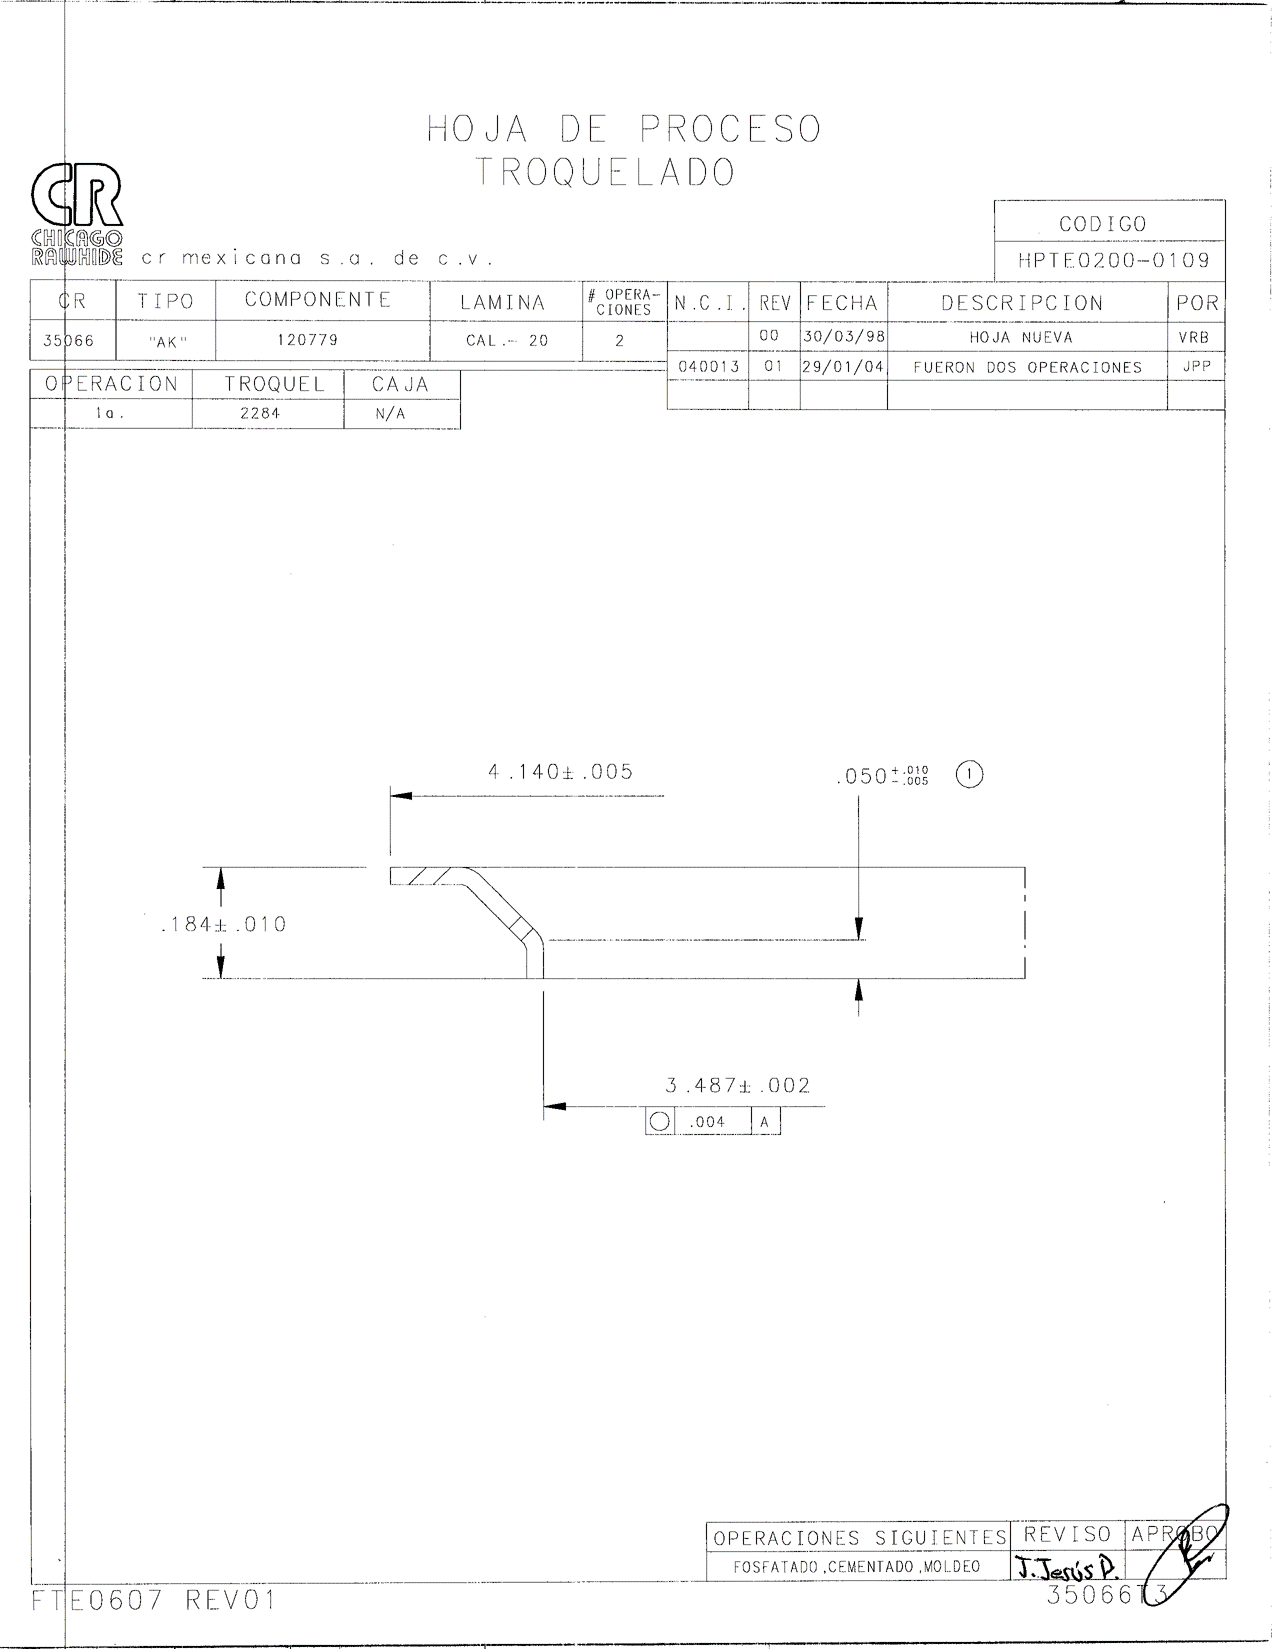 HOJA DE PROCESO
TROQUELADO
CR
CHICAGO
RAWHIDE
cr mexicana s.a. de c.v.
CODIGO
HPTE0200-0109
CR TIPO COMPONENTE LAMINA # OPERA-CIONES
35066 "AK" 120779 CAL.- 20 2
N.C.I. REV FECHA DESCRIPCION POR
00 30/03/98 HOJA NUEVA VRB
040013 01 29/01/04 FUERON DOS OPERACIONES JPP
OPERACION TROQUEL CAJA
1a. 2284 N/A
4.140±.005
.050 +.010 -.005 1
.184±.010
3.487±.002
.004 A
OPERACIONES SIGUIENTES REVISO APROBO
FOSFATADO,CEMENTADO,MOLDEO J.Jesús P.
FTE0607 REV01
35066T3